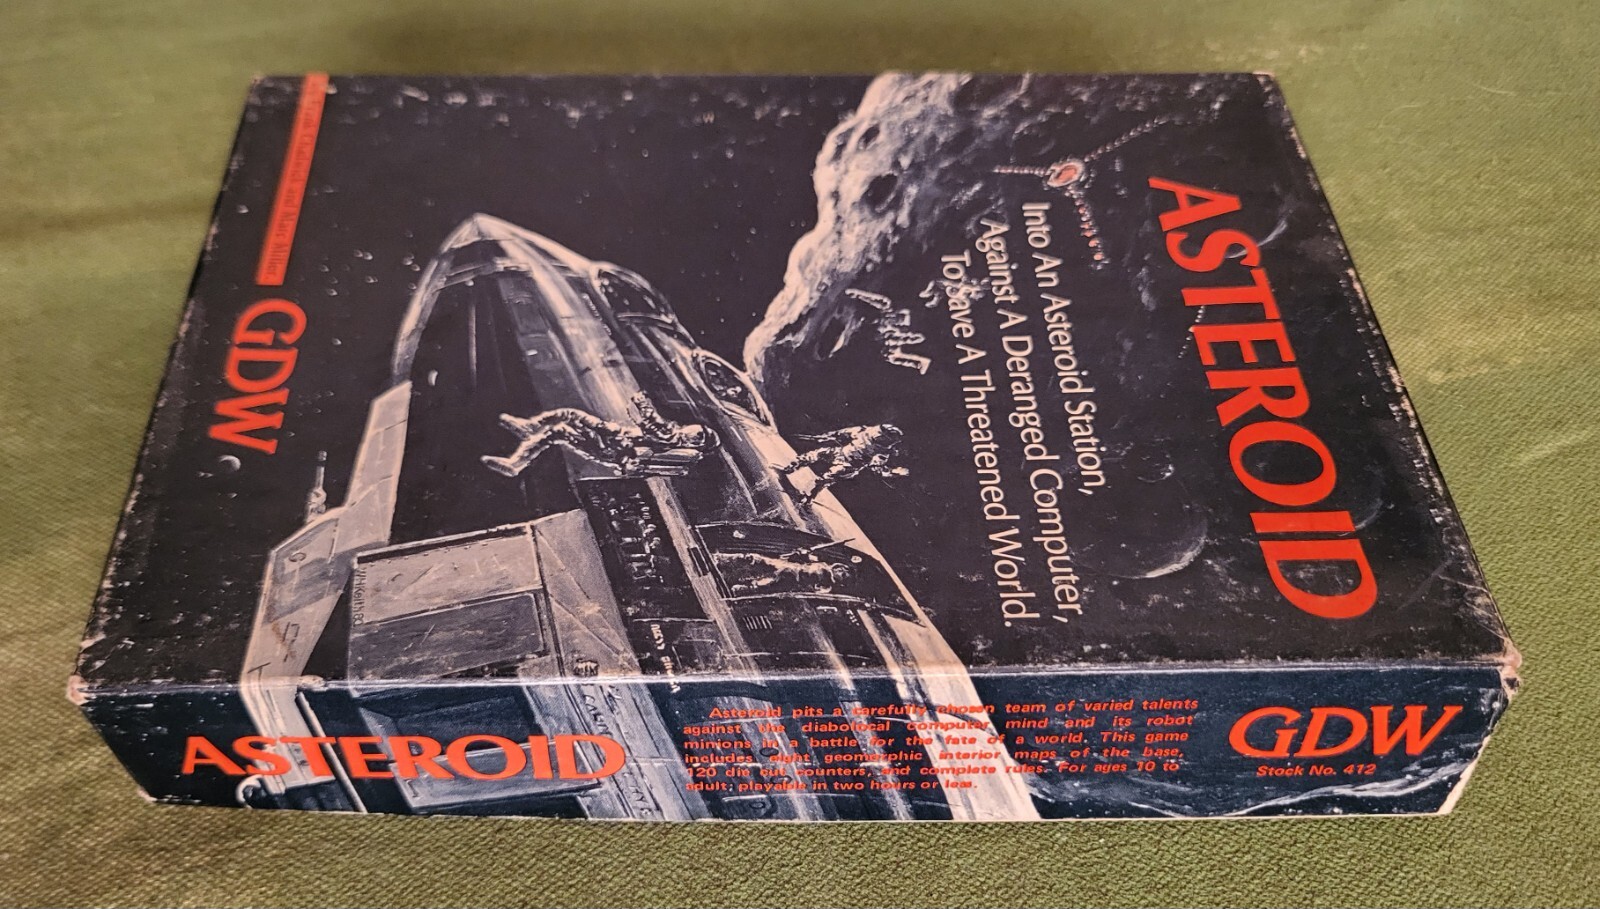 ASTEROID
Into An Asteroid Station,
Against A Deranged Computer,
To Save A Threatened World.
Marc Miller
GDW
ASTEROID
Asteroid pits a carefully chosen team of varied talents
against the diabolocal computer mind and its robot
minions in a battle for the fate of a world. This game
includes eight geomorphic interior maps of the base,
120 die cut counters, and complete rules. For ages 10 to
adult; playable in two hours or less.
GDW
Stock No. 412